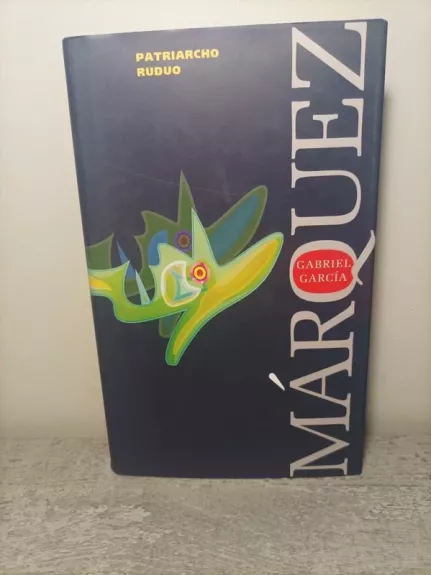 PATRIARCHO
RUDUO
GABRIEL
GARCÍA
MÁRQUEZ